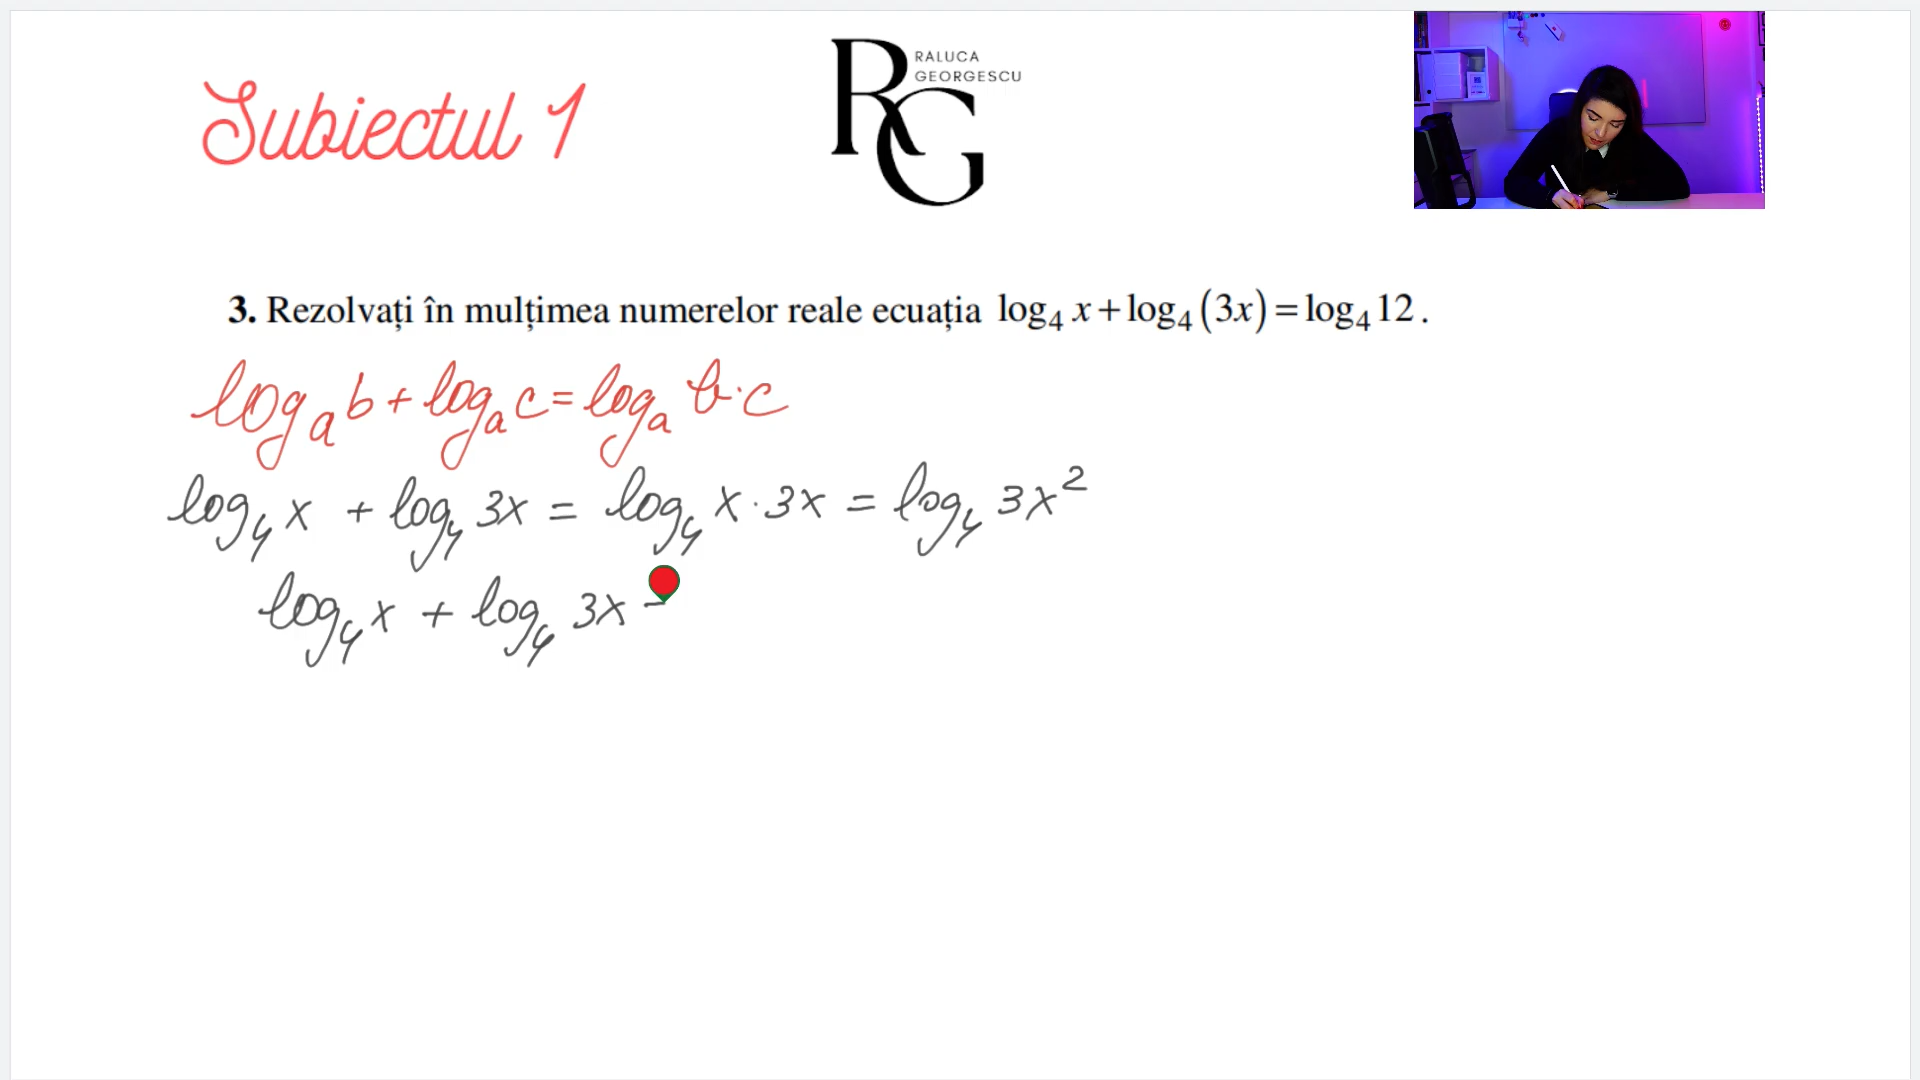 Subiectul 1
RALUCA
GEORGESCU
RG
3. Rezolvați în mulțimea numerelor reale ecuația log₄ x + log₄ (3x) = log₄ 12.
logₐ b + logₐ c = logₐ b·c
log₄ x + log₄ 3x = log₄ x · 3x = log₄ 3x²
log₄ x + log₄ 3x -